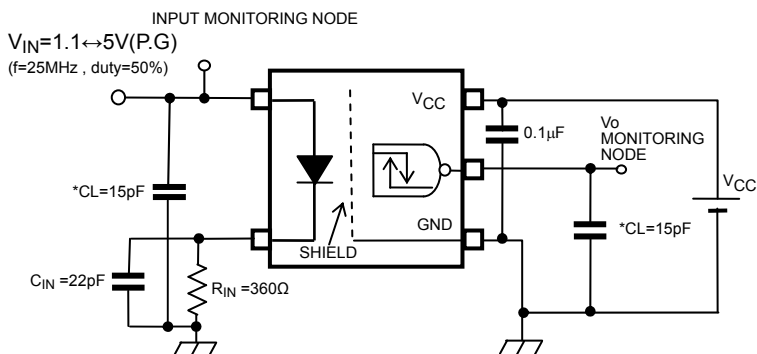 INPUT MONITORING NODE
VIN=1.1↔5V(P.G)
(f=25MHz , duty=50%)
VCC
0.1μF
Vo
MONITORING
NODE
*CL=15pF
VCC
GND
*CL=15pF
SHIELD
CIN =22pF
RIN =360Ω